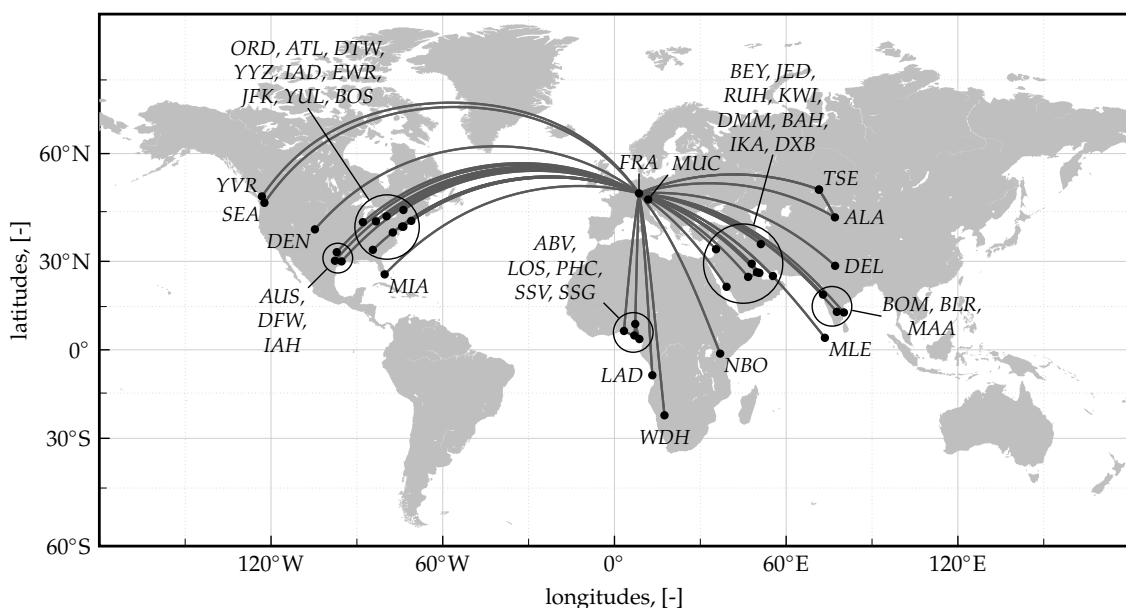 ORD, ATL, DTW,
YYZ, IAD, EWR,
JFK, YUL, BOS
BEY, JED,
RUH, KWI,
DMM, BAH,
IKA, DXB
60°N
FRA
MUC
TSE
YVR
SEA
ALA
DEN
ABV,
LOS, PHC,
SSV, SSG
DEL
30°N
MIA
AUS,
DFW,
IAH
BOM, BLR,
MAA
0°
MLE
NBO
LAD
WDH
30°S
60°S
latitudes, [-]
120°W
60°W
0°
60°E
120°E
longitudes, [-]